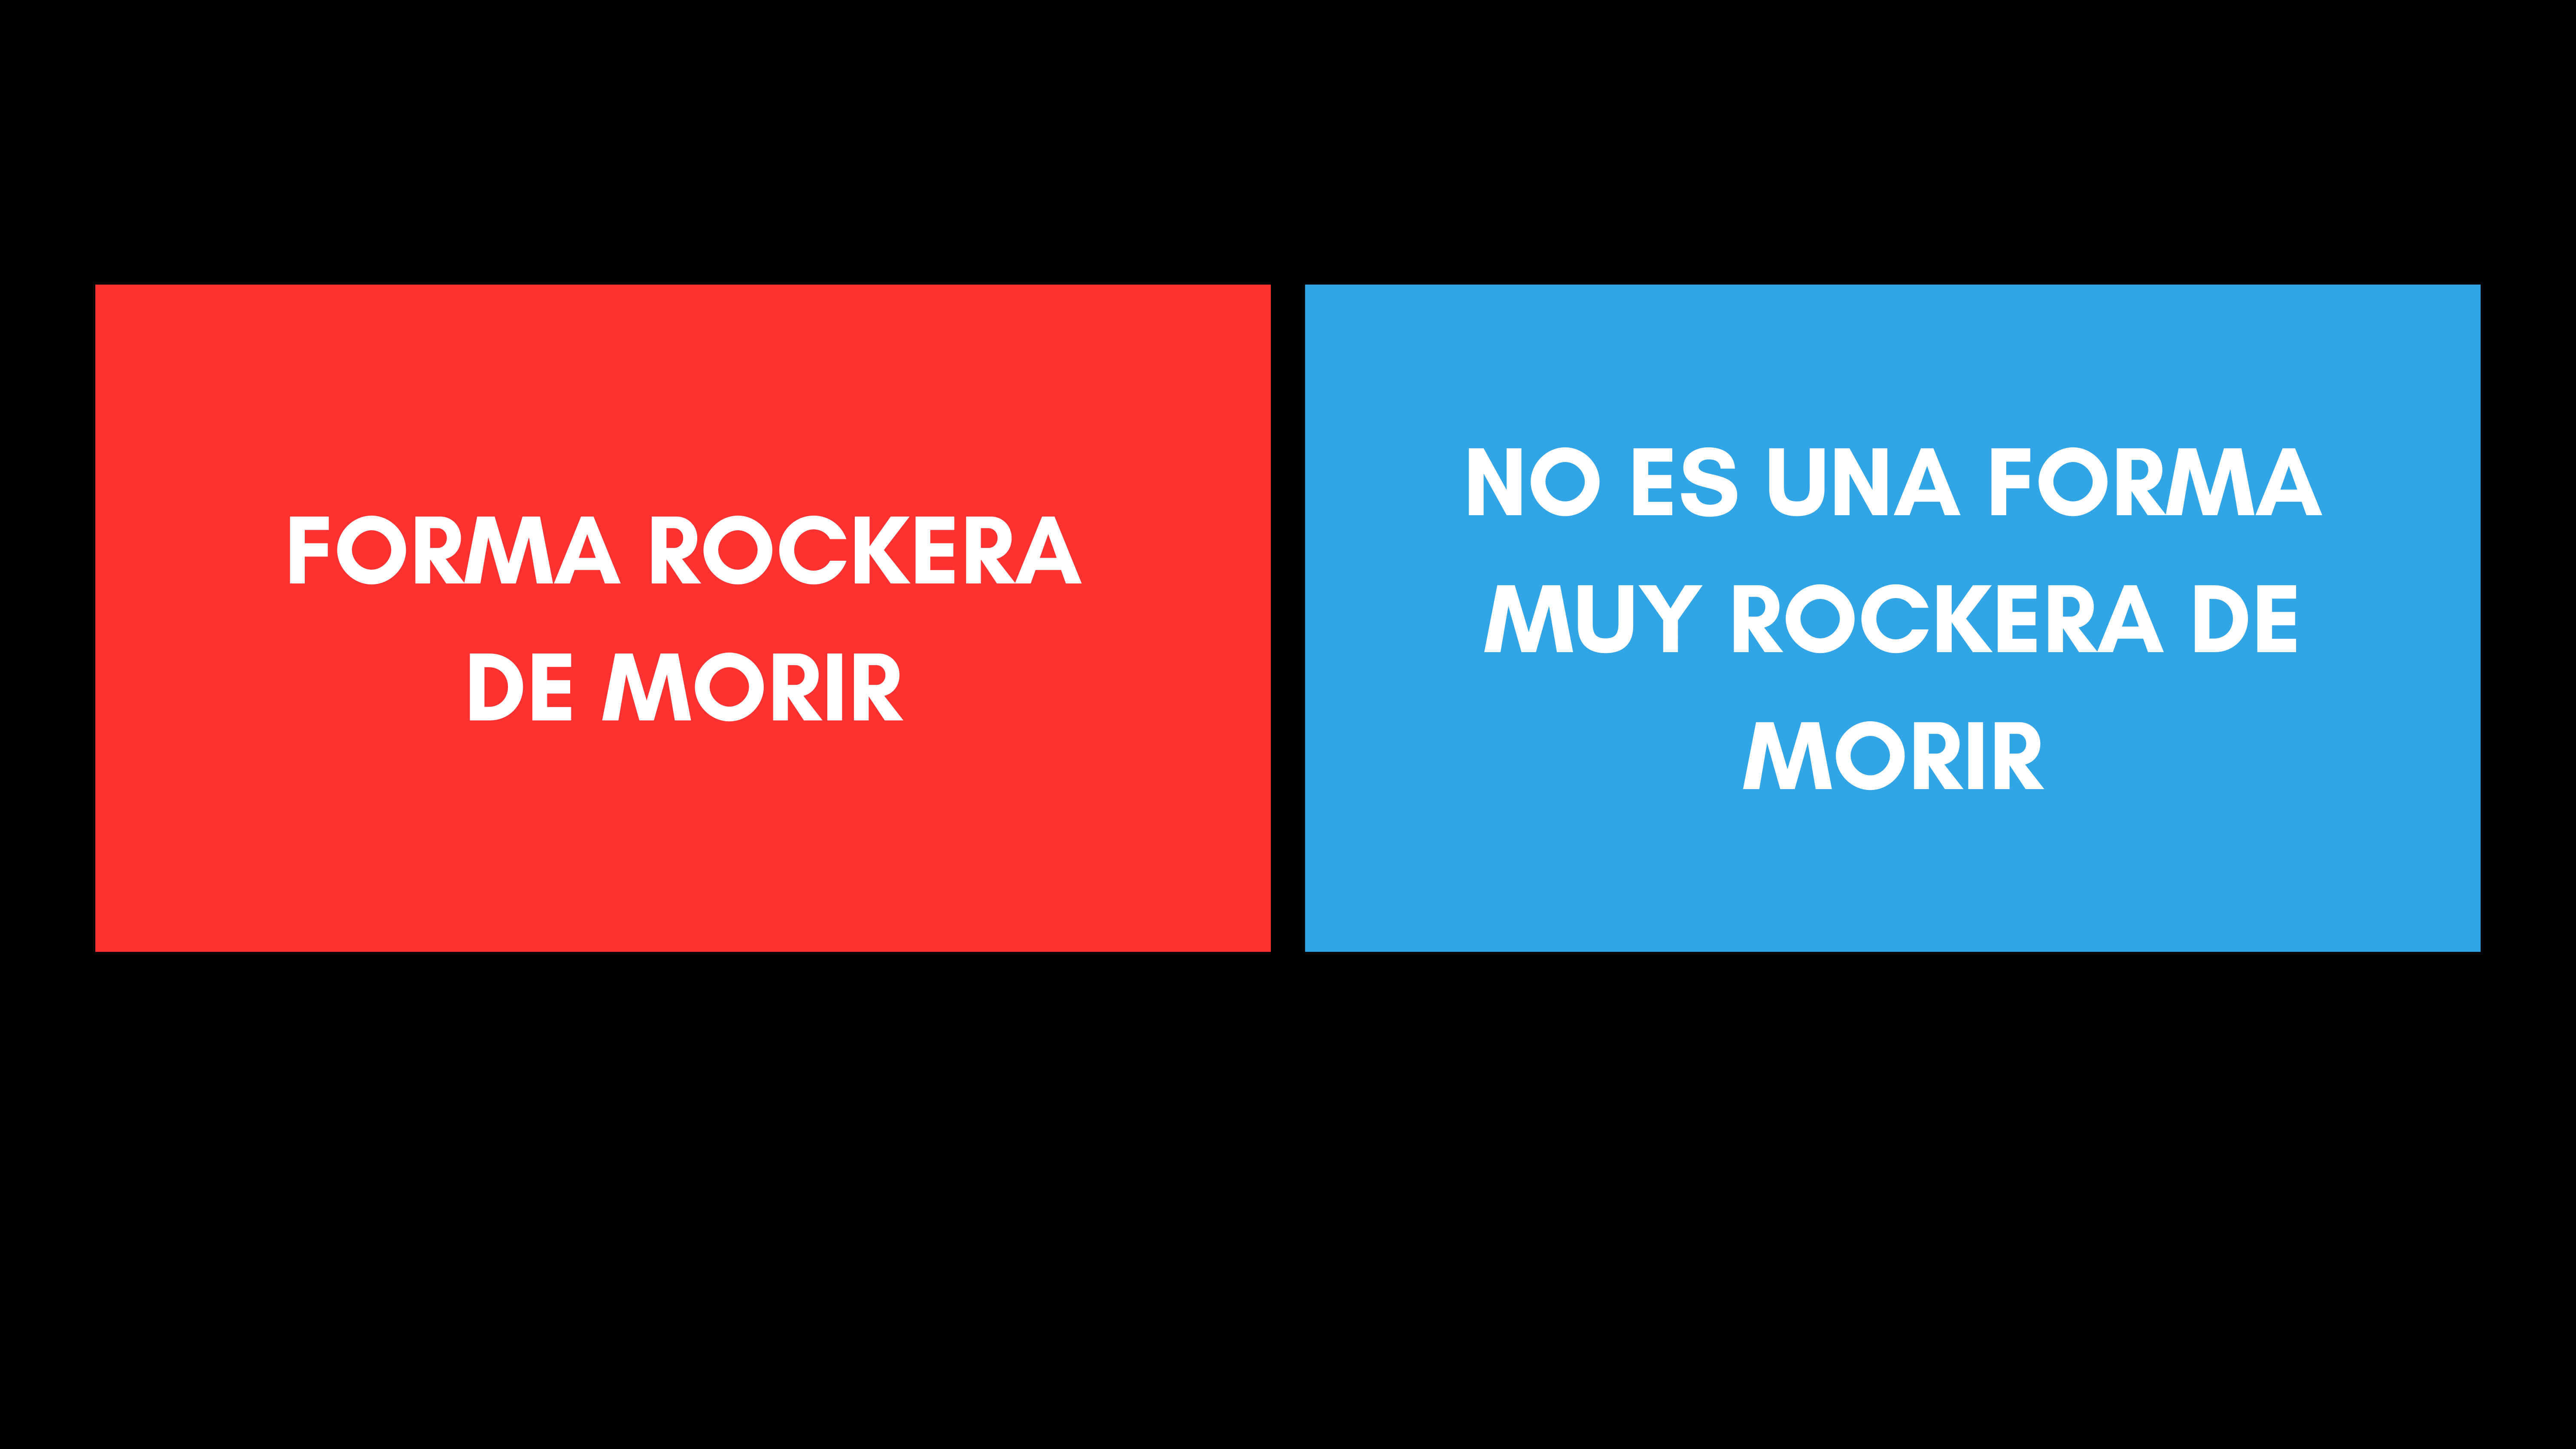 FORMA ROCKERA
DE MORIR
NO ES UNA FORMA
MUY ROCKERA DE
MORIR